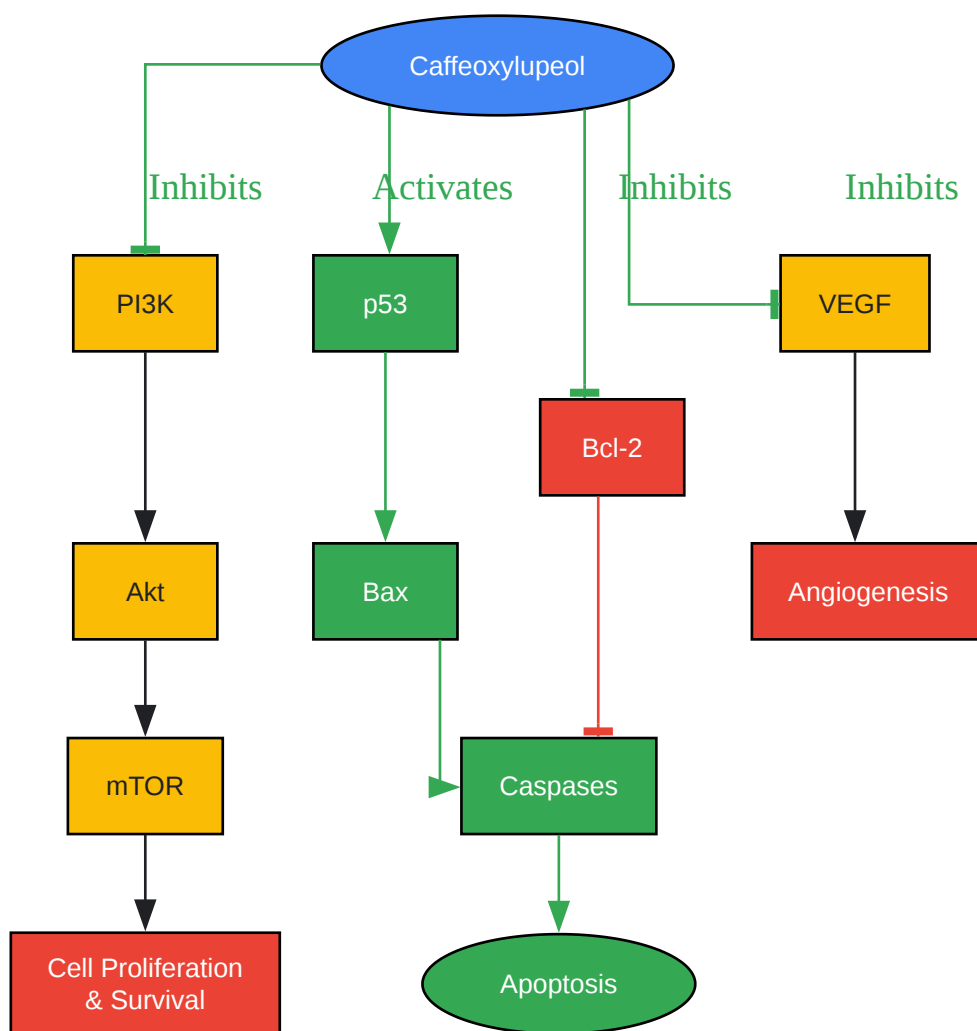 Caffeoxylupeol
Inhibits
Activates
Inhibits
Inhibits
PI3K
p53
VEGF
Bcl-2
Akt
Bax
Angiogenesis
mTOR
Caspases
Cell Proliferation
& Survival
Apoptosis